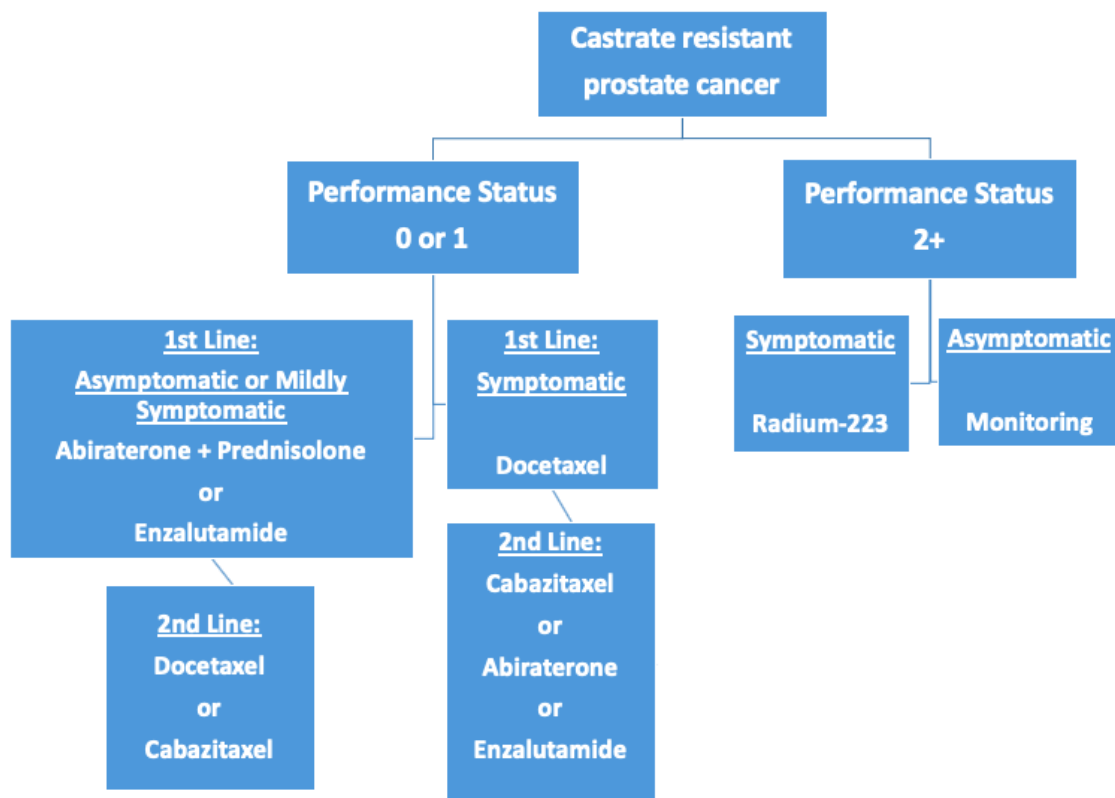 Castrate resistant
prostate cancer
Performance Status
0 or 1
Performance Status
2+
1st Line:
Asymptomatic or Mildly
Symptomatic
Abiraterone + Prednisolone
or
Enzalutamide
1st Line:
Symptomatic
Docetaxel
Symptomatic
Radium-223
Asymptomatic
Monitoring
2nd Line:
Docetaxel
or
Cabazitaxel
2nd Line:
Cabazitaxel
or
Abiraterone
or
Enzalutamide